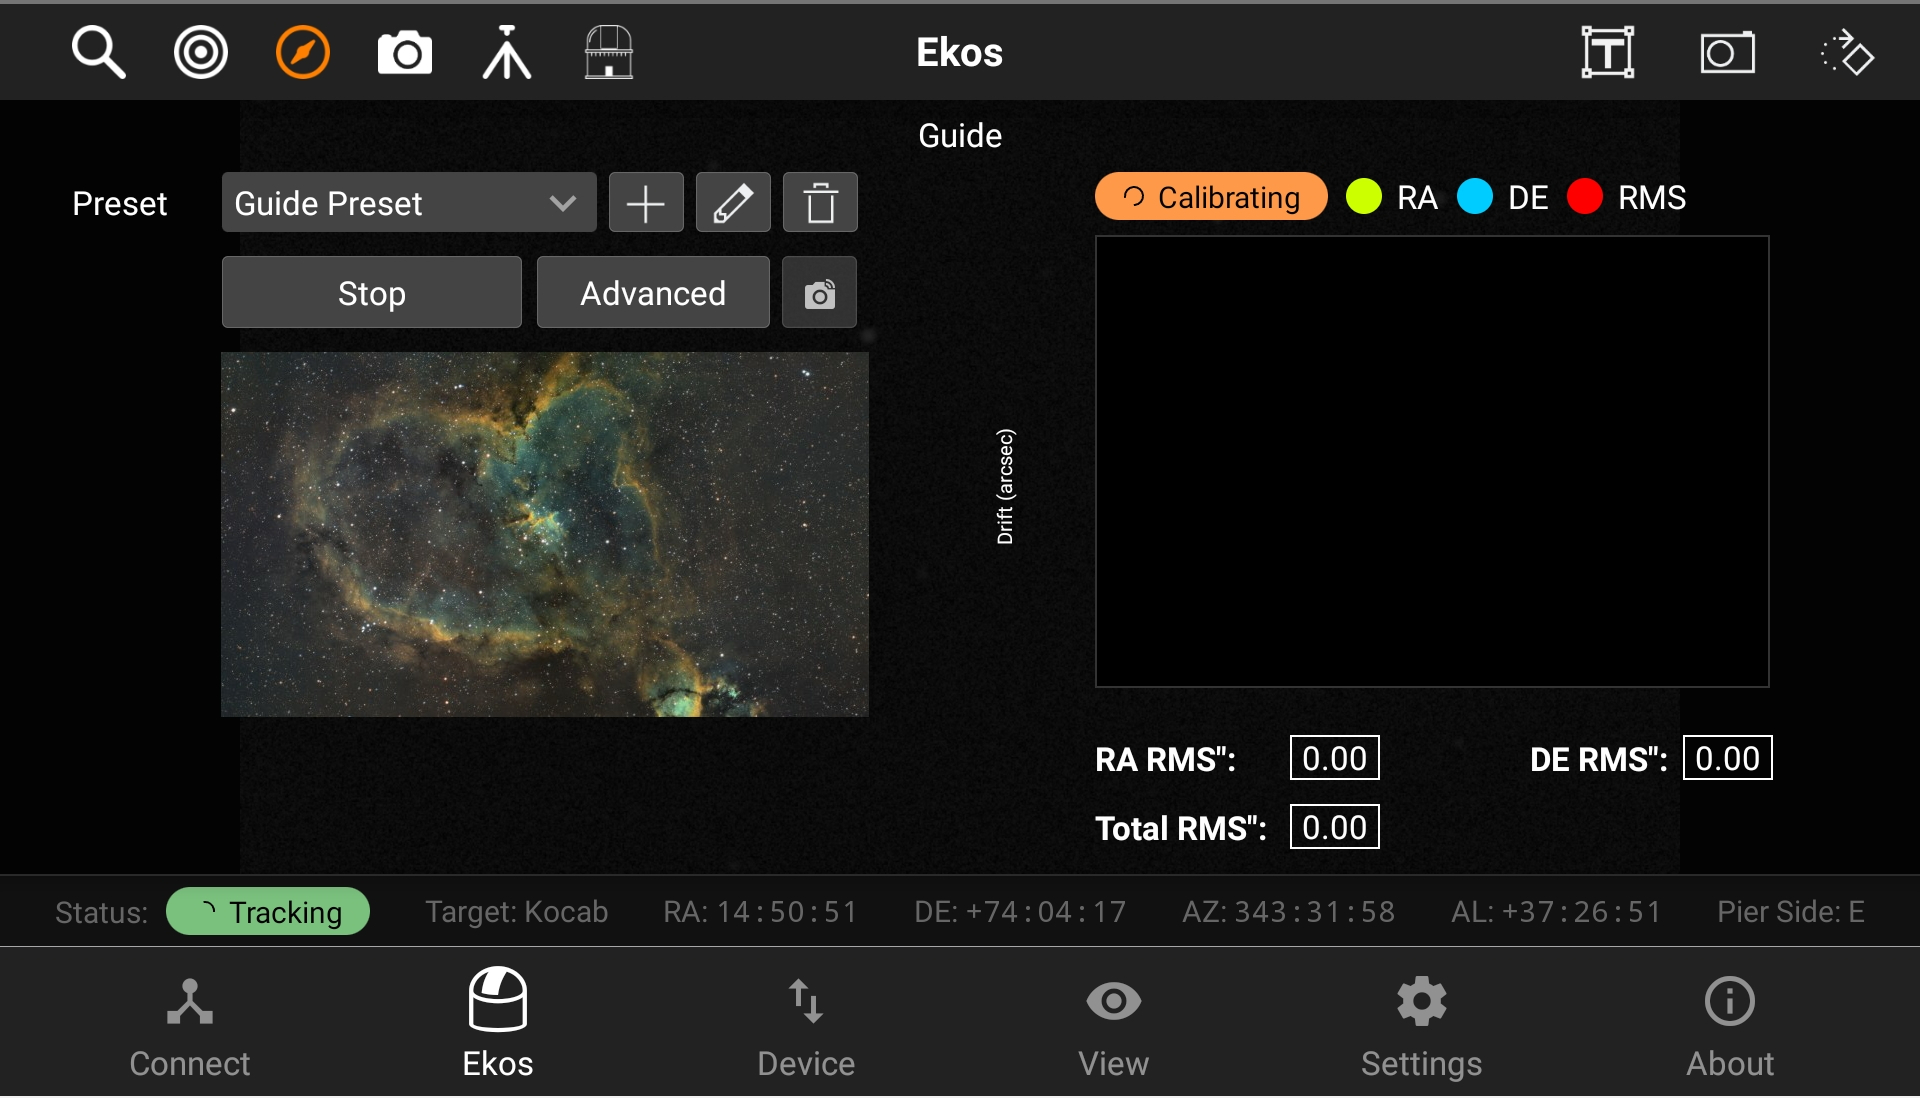 Ekos
Guide
Preset
Guide Preset
Calibrating
RA
DE
RMS
Stop
Advanced
Drift (arcsec)
RA RMS": 0.00
DE RMS": 0.00
Total RMS": 0.00
Status: Tracking Target: Kocab RA: 14:50:51 DE: +74:04:17 AZ: 343:31:58 AL: +37:26:51 Pier Side: E
Connect
Ekos
Device
View
Settings
About